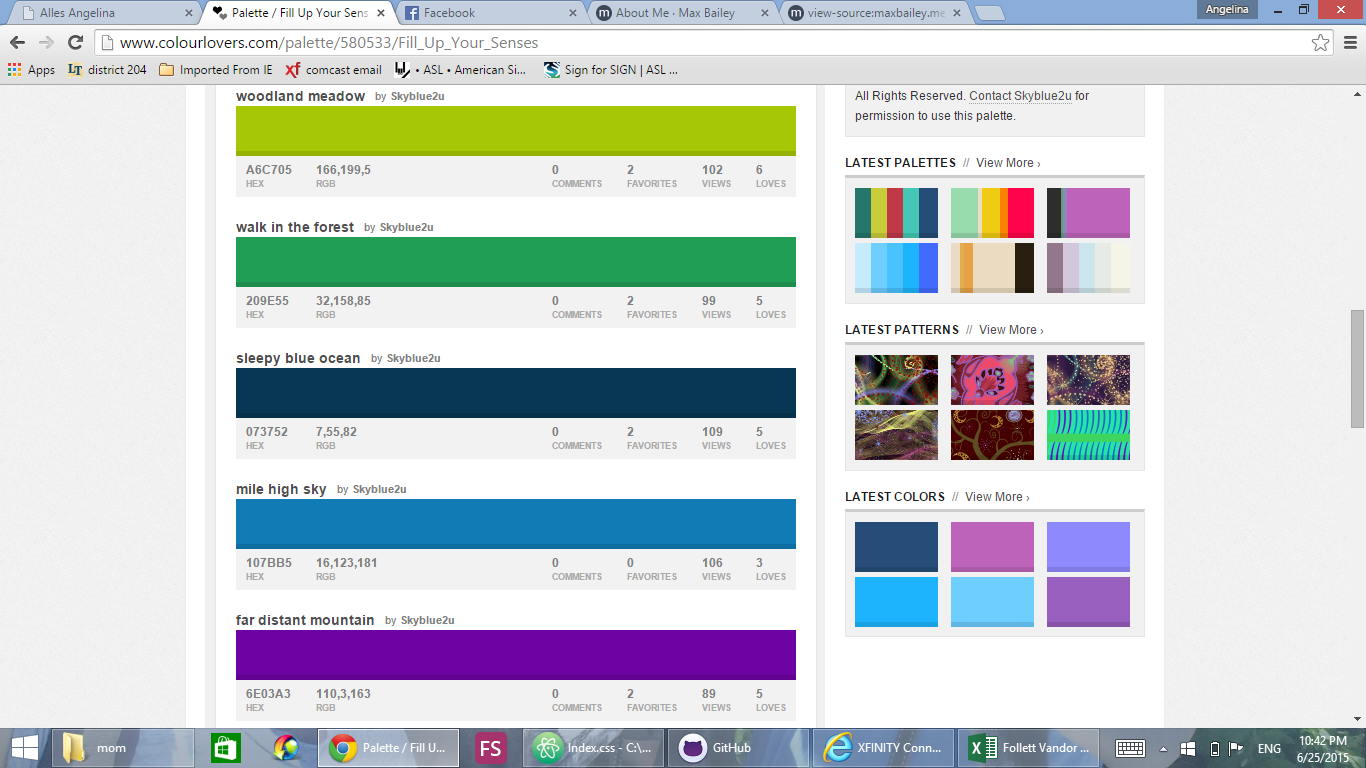 Alles Angelina
Palette / Fill Up Your Sens
Facebook
About Me · Max Bailey
view-source:maxbailey.me
Angelina
www.colourlovers.com/palette/580533/Fill_Up_Your_Senses
Apps
LT district 204
Imported From IE
xf comcast email
• ASL • American Si...
Sign for SIGN | ASL ...
woodland meadow by Skyblue2u
A6C705 166,199,5 0 2 102 6
HEX RGB COMMENTS FAVORITES VIEWS LOVES
walk in the forest by Skyblue2u
209E55 32,158,85 0 2 99 5
HEX RGB COMMENTS FAVORITES VIEWS LOVES
sleepy blue ocean by Skyblue2u
073752 7,55,82 0 2 109 5
HEX RGB COMMENTS FAVORITES VIEWS LOVES
mile high sky by Skyblue2u
107BB5 16,123,181 0 0 106 3
HEX RGB COMMENTS FAVORITES VIEWS LOVES
far distant mountain by Skyblue2u
6E03A3 110,3,163 0 2 89 5
HEX RGB COMMENTS FAVORITES VIEWS LOVES
All Rights Reserved. Contact Skyblue2u for
permission to use this palette.
LATEST PALETTES // View More ›
LATEST PATTERNS // View More ›
LATEST COLORS // View More ›
mom
Palette / Fill U...
FS
Index.css - C:\...
GitHub
XFINITY Conn...
Follett Vandor ...
ENG
10:42 PM
6/25/2015